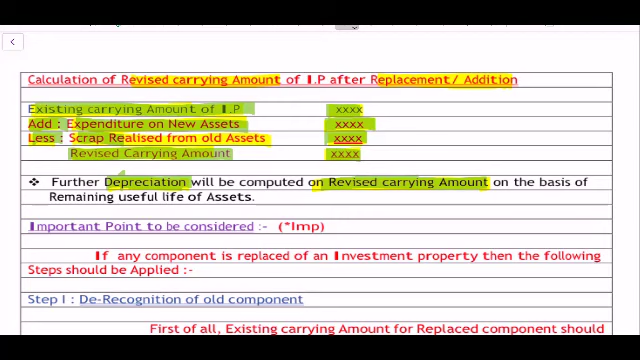 Calculation of Revised carrying Amount of I.P after Replacement/ Addition
Existing carrying Amount of I.P. xxxx
Add : Expenditure on New Assets xxxx
Less : Scrap Realised from old Assets xxxx
Revised Carrying Amount xxxx
❖ Further Depreciation will be computed on Revised carrying Amount on the basis of
Remaining useful life of Assets.
Important Point to be considered :- (*Imp)
If any component is replaced of an Investment property then the following
Steps should be Applied :-
Step I : De-Recognition of old component
First of all, Existing carrying Amount for Replaced component should